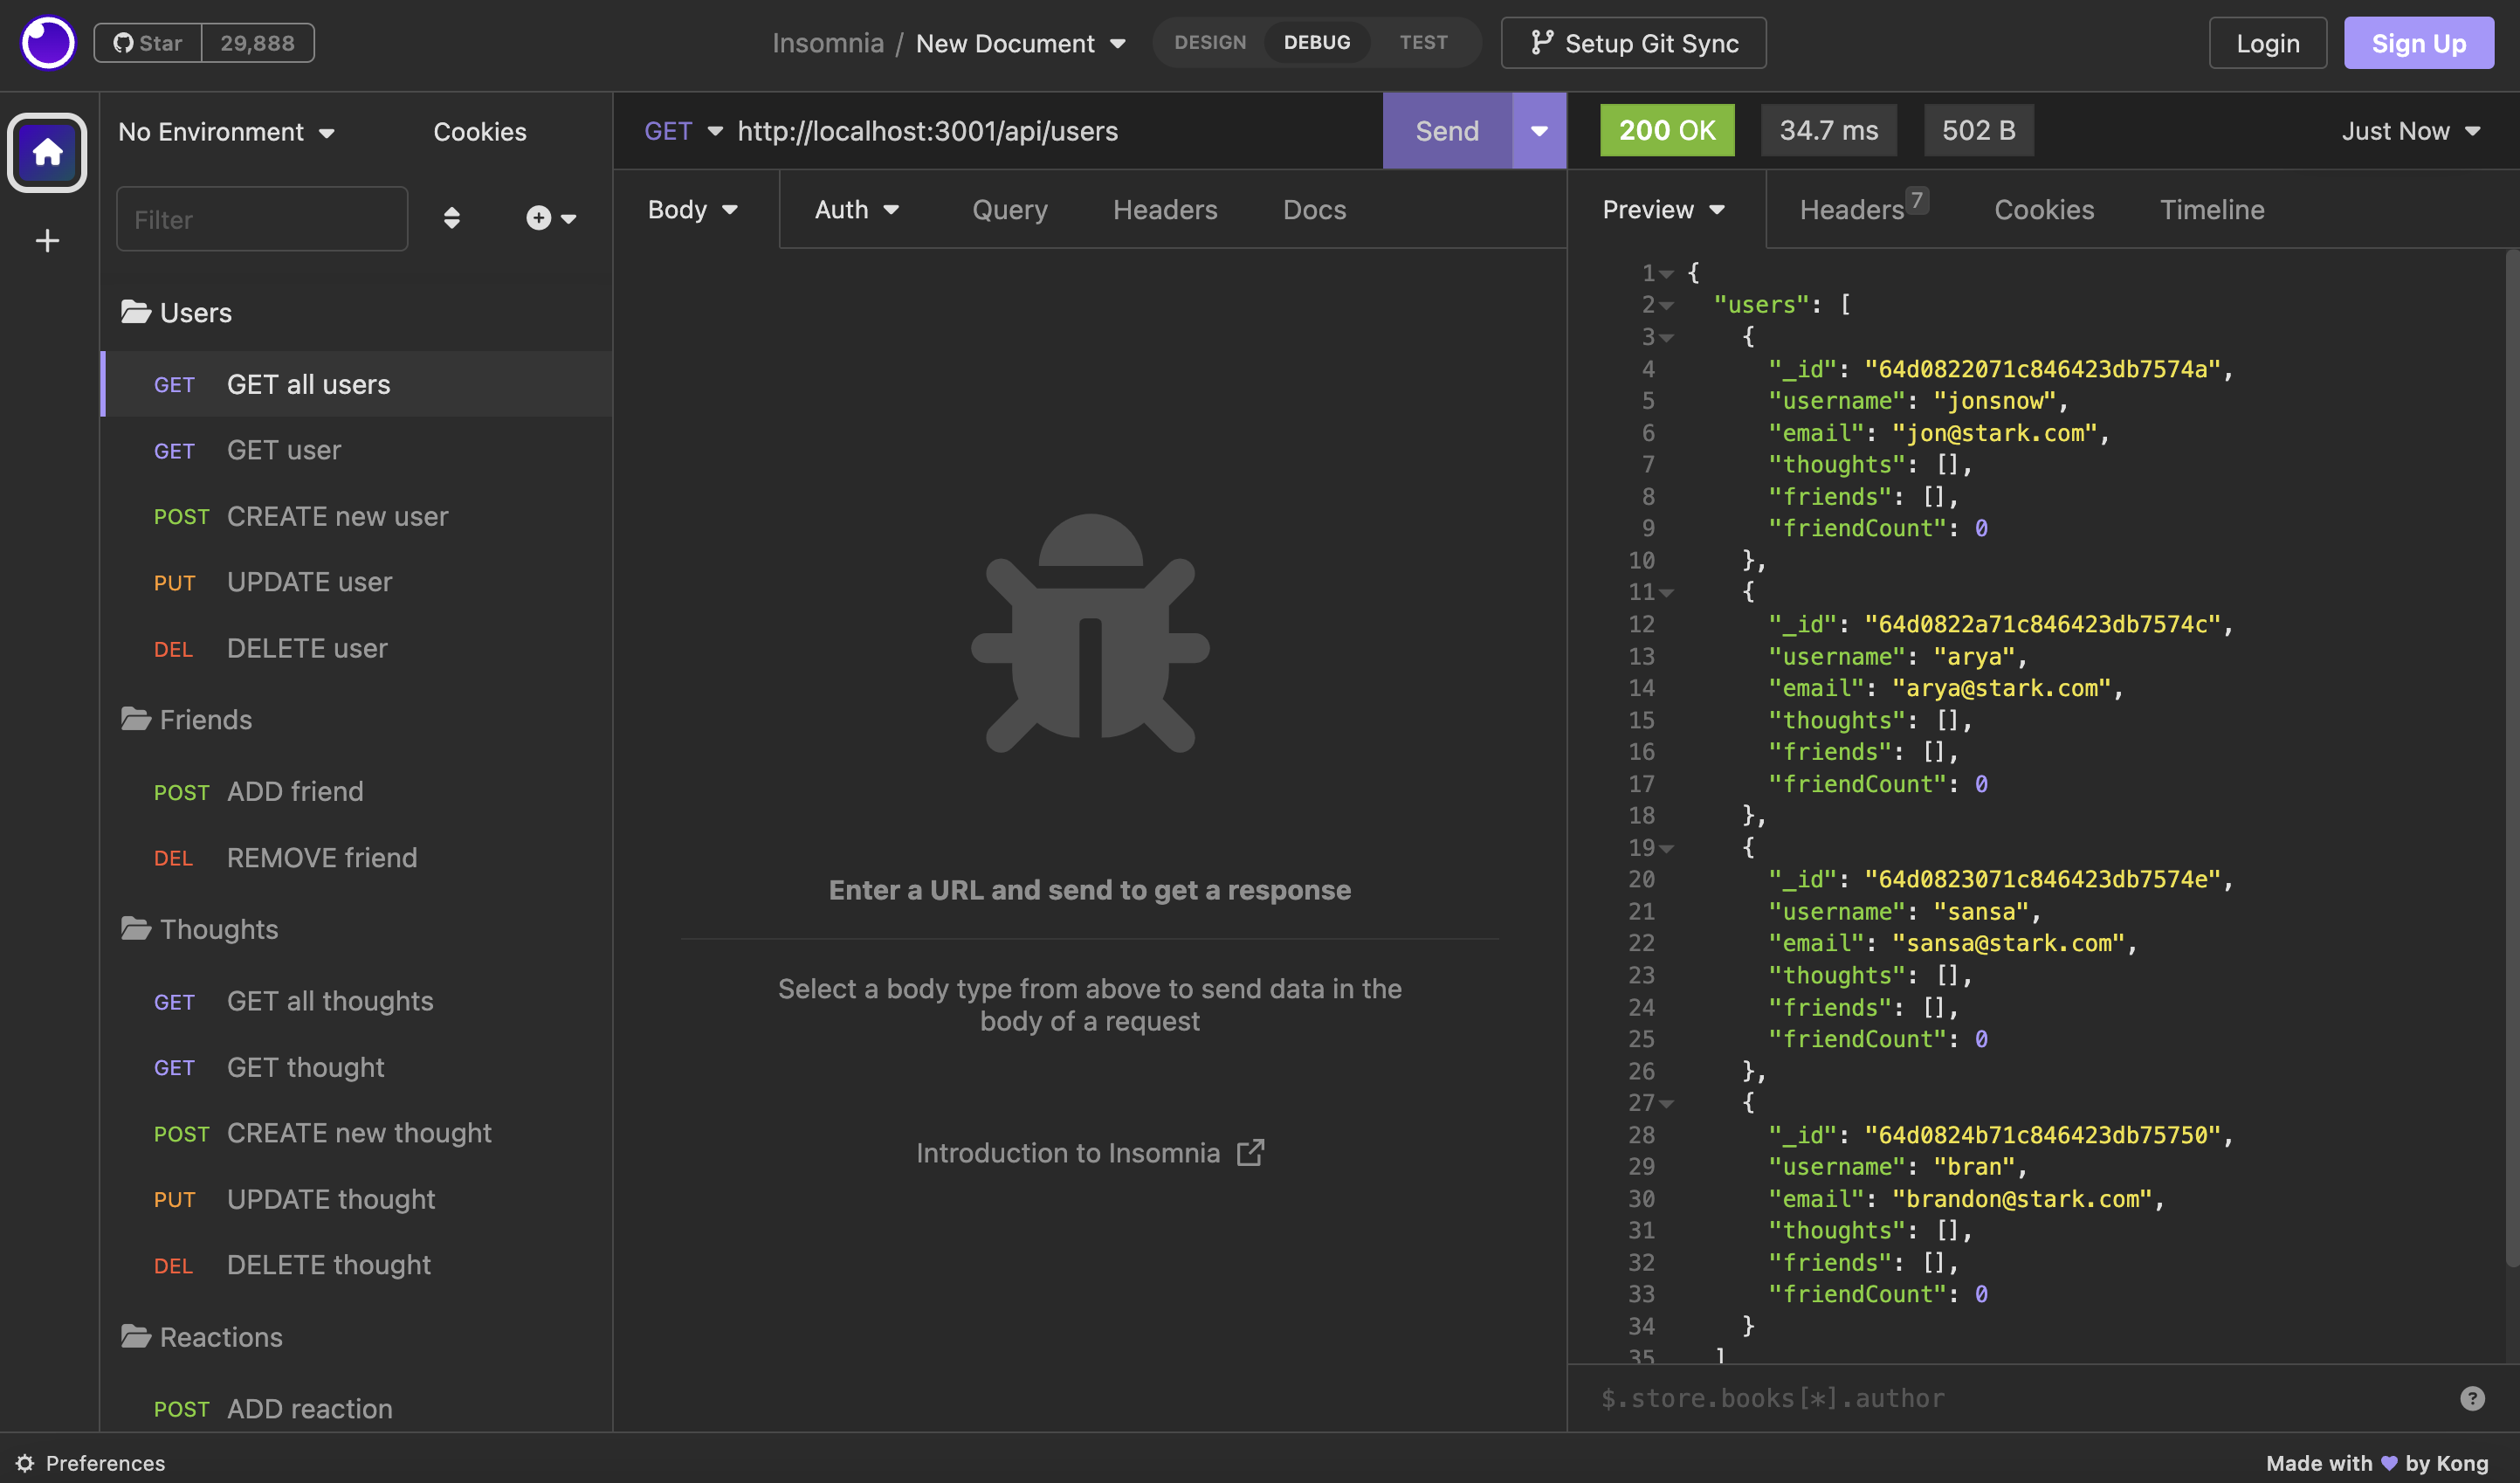 Star 29,888
Insomnia / New Document
DESIGN DEBUG TEST
Setup Git Sync
Login
Sign Up
No Environment
Cookies
Filter
Users
GET GET all users
GET GET user
POST CREATE new user
PUT UPDATE user
DEL DELETE user
Friends
POST ADD friend
DEL REMOVE friend
Thoughts
GET GET all thoughts
GET GET thought
POST CREATE new thought
PUT UPDATE thought
DEL DELETE thought
Reactions
POST ADD reaction
Preferences
GET http://localhost:3001/api/users
Send
Body Auth Query Headers Docs
Enter a URL and send to get a response
Select a body type from above to send data in the
body of a request
Introduction to Insomnia
200 OK 34.7 ms 502 B
Just Now
Preview Headers 7 Cookies Timeline
1 {
2 "users": [
3 {
4 "_id": "64d0822071c846423db7574a",
5 "username": "jonsnow",
6 "email": "jon@stark.com",
7 "thoughts": [],
8 "friends": [],
9 "friendCount": 0
10 },
11 {
12 "_id": "64d0822a71c846423db7574c",
13 "username": "arya",
14 "email": "arya@stark.com",
15 "thoughts": [],
16 "friends": [],
17 "friendCount": 0
18 },
19 {
20 "_id": "64d0823071c846423db7574e",
21 "username": "sansa",
22 "email": "sansa@stark.com",
23 "thoughts": [],
24 "friends": [],
25 "friendCount": 0
26 },
27 {
28 "_id": "64d0824b71c846423db75750",
29 "username": "bran",
30 "email": "brandon@stark.com",
31 "thoughts": [],
32 "friends": [],
33 "friendCount": 0
34 }
35 ]
$.store.books[*].author
?
Made with 💜 by Kong